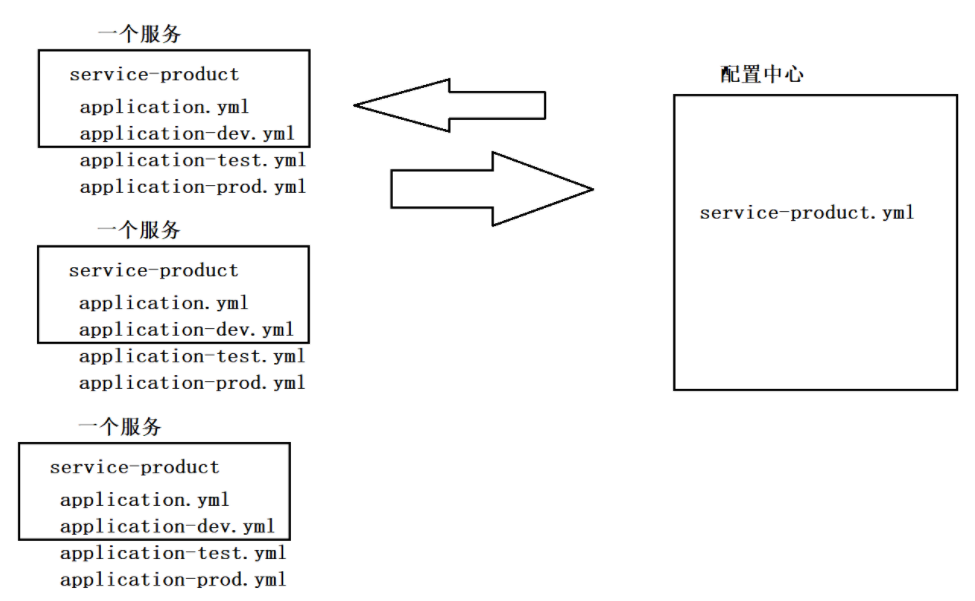 一个服务
service-product
application.yml
application-dev.yml
application-test.yml
application-prod.yml
一个服务
service-product
application.yml
application-dev.yml
application-test.yml
application-prod.yml
一个服务
service-product
application.yml
application-dev.yml
application-test.yml
application-prod.yml
配置中心
service-product.yml